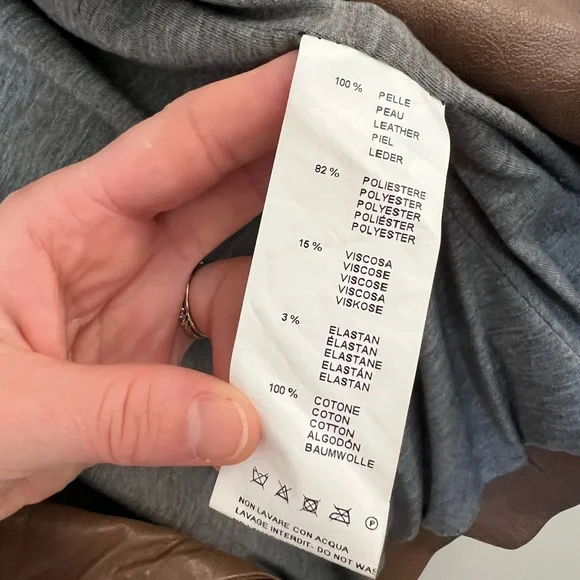 100 % PELLE
PEAU
LEATHER
PIEL
LEDER
82 % POLIESTERE
POLYESTER
POLYESTER
POLIÉSTER
POLYESTER
15 % VISCOSA
VISCOSE
VISCOSE
VISCOSA
VISKOSE
3 % ELASTAN
ÉLASTAN
ELASTANE
ELASTÁN
ELASTAN
100 % COTONE
COTON
COTTON
ALGODÓN
BAUMWOLLE
P
NON LAVARE CON ACQUA
LAVAGE INTERDIT- DO NOT WAS